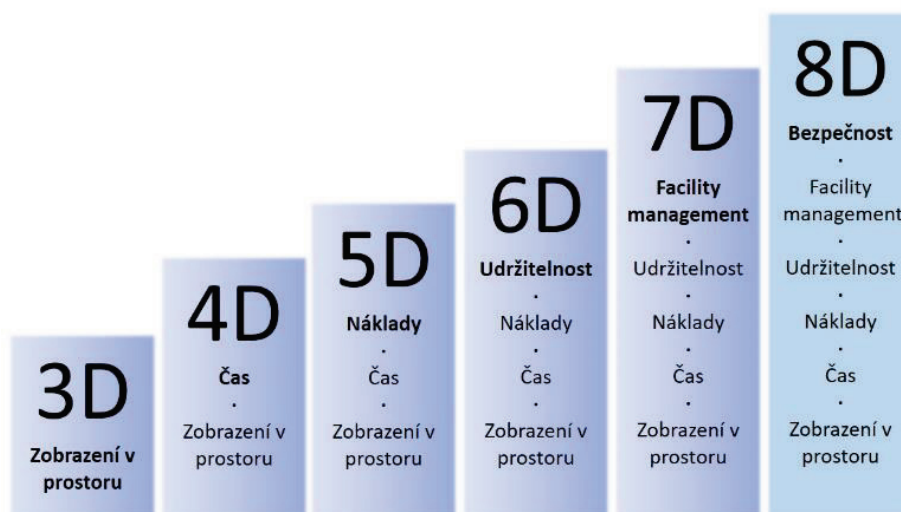 3D
Zobrazení v
prostoru
4D
Čas
.
Zobrazení v
prostoru
5D
Náklady
.
Čas
.
Zobrazení v
prostoru
6D
Udržitelnost
.
Náklady
.
Čas
.
Zobrazení v
prostoru
7D
Facility
management
.
Udržitelnost
.
Náklady
.
Čas
.
Zobrazení v
prostoru
8D
Bezpečnost
.
Facility
management
.
Udržitelnost
.
Náklady
.
Čas
.
Zobrazení v
prostoru